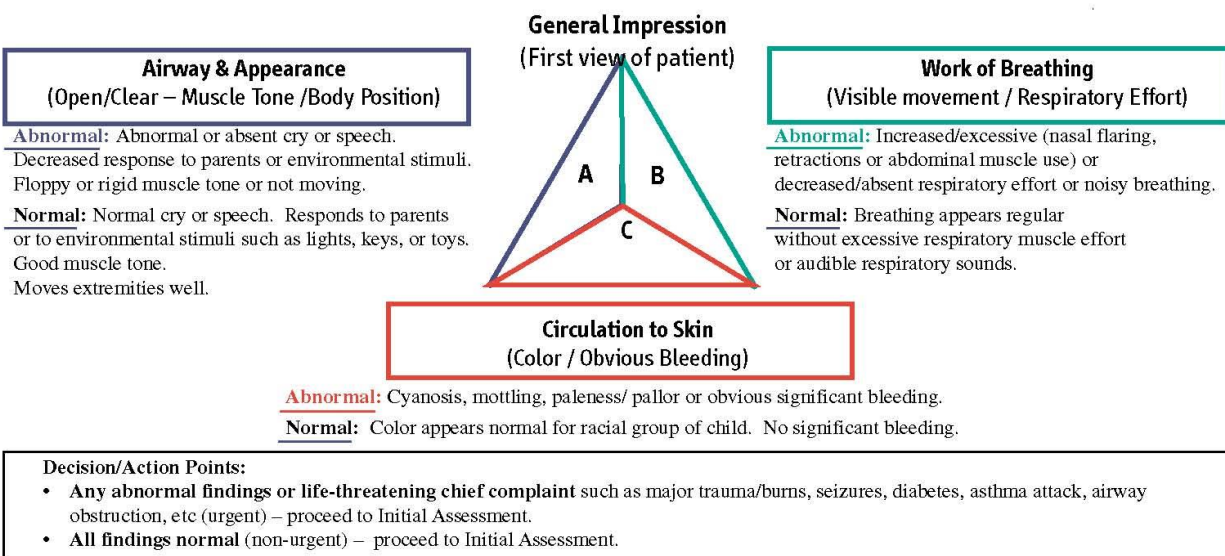 General Impression
(First view of patient)
Airway & Appearance
(Open/Clear – Muscle Tone /Body Position)
Abnormal: Abnormal or absent cry or speech.
Decreased response to parents or environmental stimuli.
Floppy or rigid muscle tone or not moving.
Normal: Normal cry or speech. Responds to parents
or to environmental stimuli such as lights, keys, or toys.
Good muscle tone.
Moves extremities well.
A
B
C
Work of Breathing
(Visible movement / Respiratory Effort)
Abnormal: Increased/excessive (nasal flaring,
retractions or abdominal muscle use) or
decreased/absent respiratory effort or noisy breathing.
Normal: Breathing appears regular
without excessive respiratory muscle effort
or audible respiratory sounds.
Circulation to Skin
(Color / Obvious Bleeding)
Abnormal: Cyanosis, mottling, paleness/ pallor or obvious significant bleeding.
Normal: Color appears normal for racial group of child. No significant bleeding.
Decision/Action Points:
• Any abnormal findings or life-threatening chief complaint such as major trauma/burns, seizures, diabetes, asthma attack, airway
obstruction, etc (urgent) – proceed to Initial Assessment.
• All findings normal (non-urgent) – proceed to Initial Assessment.